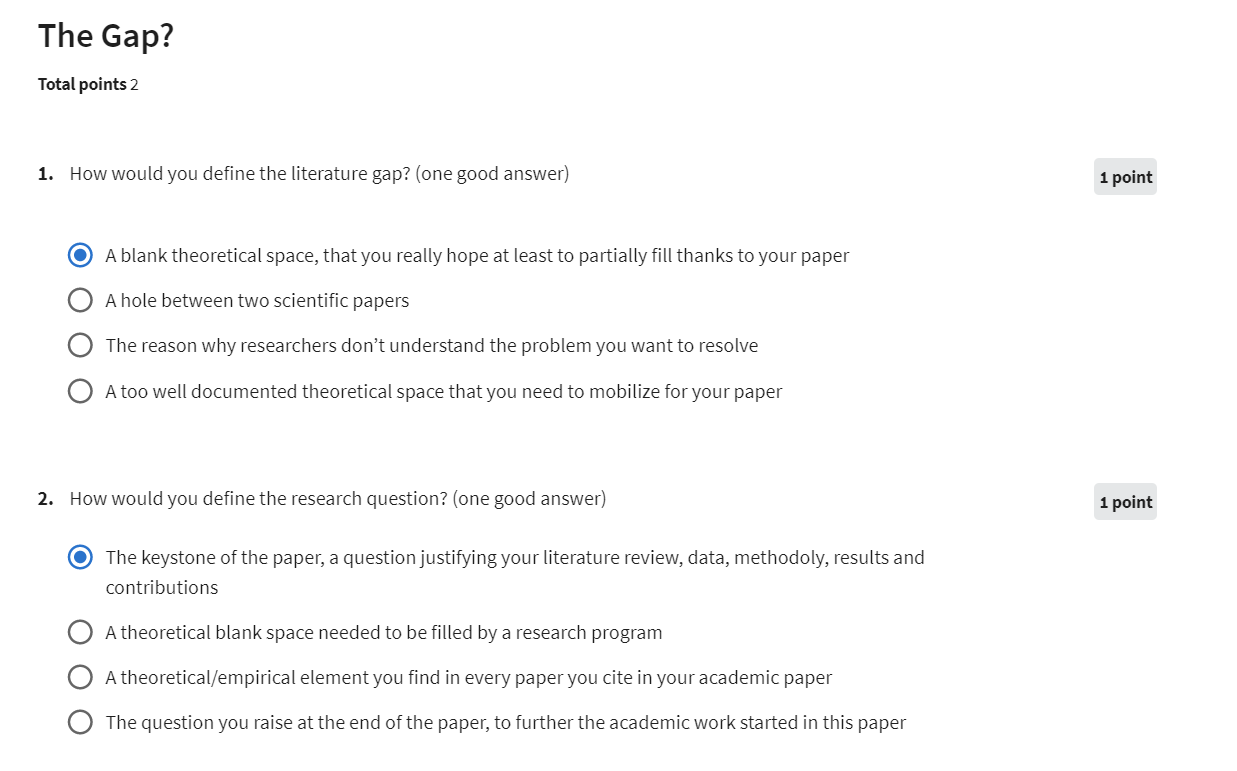 The Gap?
Total points 2
1. How would you define the literature gap? (one good answer)
1 point
A blank theoretical space, that you really hope at least to partially fill thanks to your paper
A hole between two scientific papers
The reason why researchers don’t understand the problem you want to resolve
A too well documented theoretical space that you need to mobilize for your paper
2. How would you define the research question? (one good answer)
1 point
The keystone of the paper, a question justifying your literature review, data, methodoly, results and
contributions
A theoretical blank space needed to be filled by a research program
A theoretical/empirical element you find in every paper you cite in your academic paper
The question you raise at the end of the paper, to further the academic work started in this paper